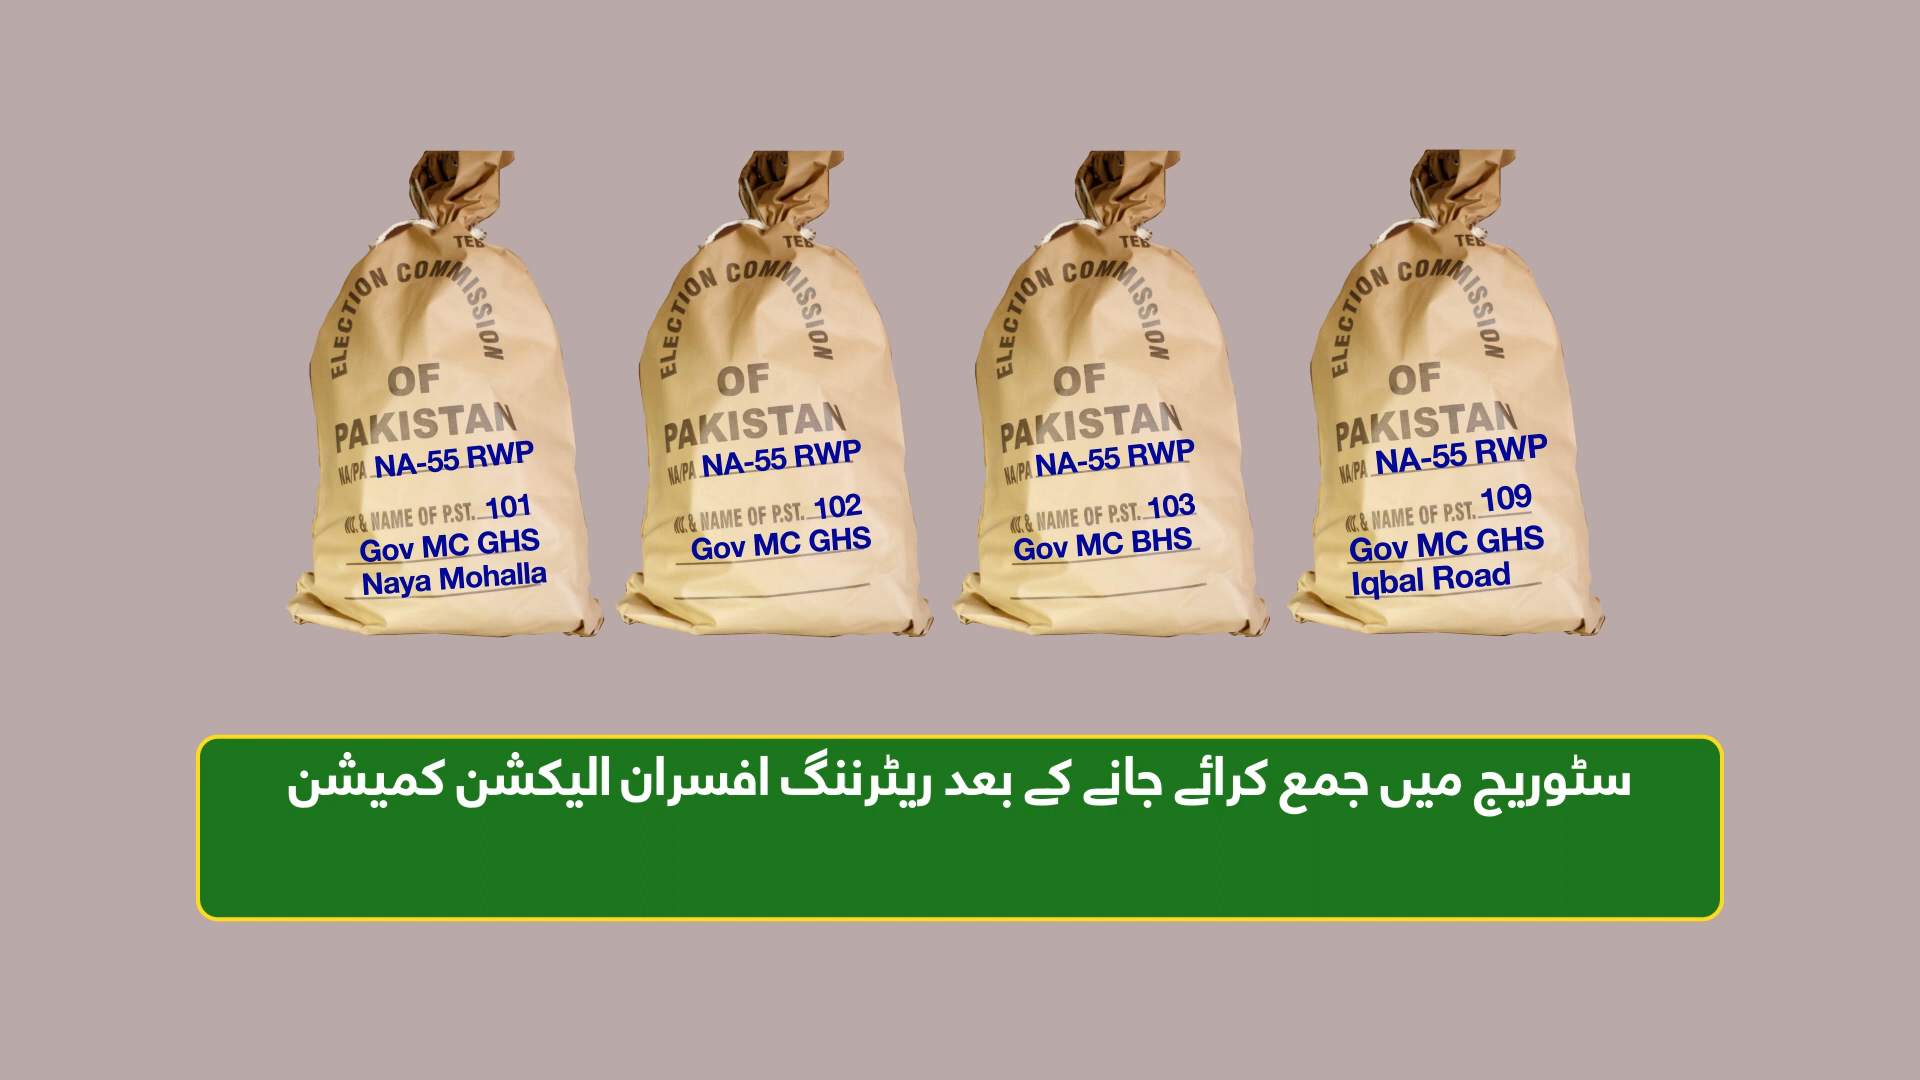 TEE
ELECTION COMMISSION
OF
PAKISTAN
NA/PA NA-55 RWP
NO. & NAME OF P.ST. 101
Gov MC GHS
Naya Mohalla
TEE
ELECTION COMMISSION
OF
PAKISTAN
NA/PA NA-55 RWP
NO. & NAME OF P.ST. 102
Gov MC GHS
TEE
ELECTION COMMISSION
OF
PAKISTAN
NA/PA NA-55 RWP
NO. & NAME OF P.ST. 103
Gov MC BHS
TEE
ELECTION COMMISSION
OF
PAKISTAN
NA/PA NA-55 RWP
NO. & NAME OF P.ST. 109
Gov MC GHS
Iqbal Road
سٹوریج میں جمع کرائے جانے کے بعد ریٹرننگ افسران الیکشن کمیشن